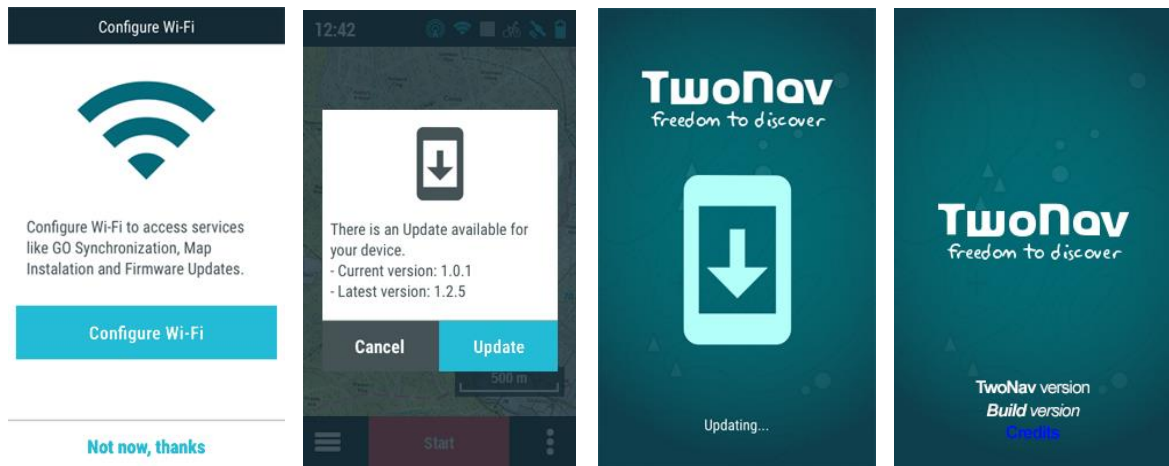 Configure Wi-Fi
Configure Wi-Fi to access services
like GO Synchronization, Map
Instalation and Firmware Updates.
Configure Wi-Fi
Not now, thanks
12:42
There is an Update available for
your device.
- Current version: 1.0.1
- Latest version: 1.2.5
Cancel
Update
500 m
Start
TwoNav
freedom to discover
Updating...
TwoNav
freedom to discover
TwoNav version
Build version
Credits